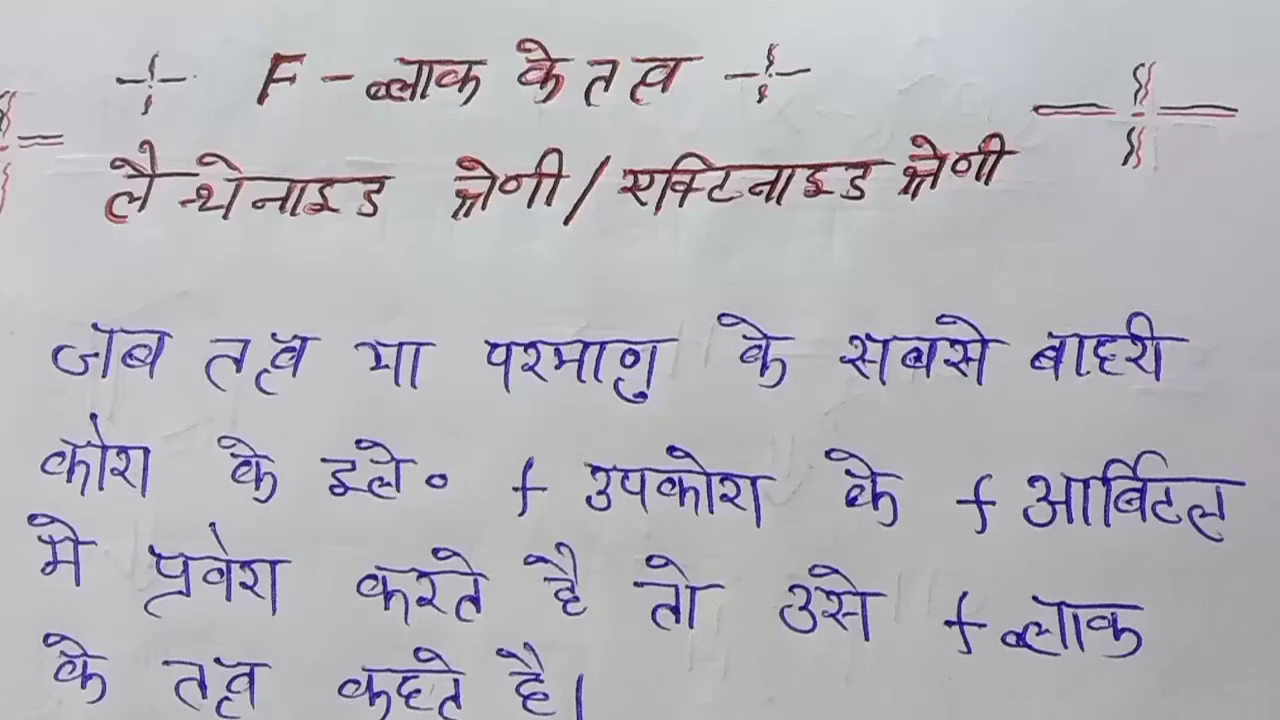 F - ब्लाक के तत्व
लैन्थेनाइड श्रेणी / एक्टिनाइड श्रेणी
जब तत्व या परमाणु के सबसे बाहरी
कोश के इले० f उपकोश के f आर्बिटल
मे प्रवेश करते है तो उसे f ब्लाक
के तत्व कहते है।